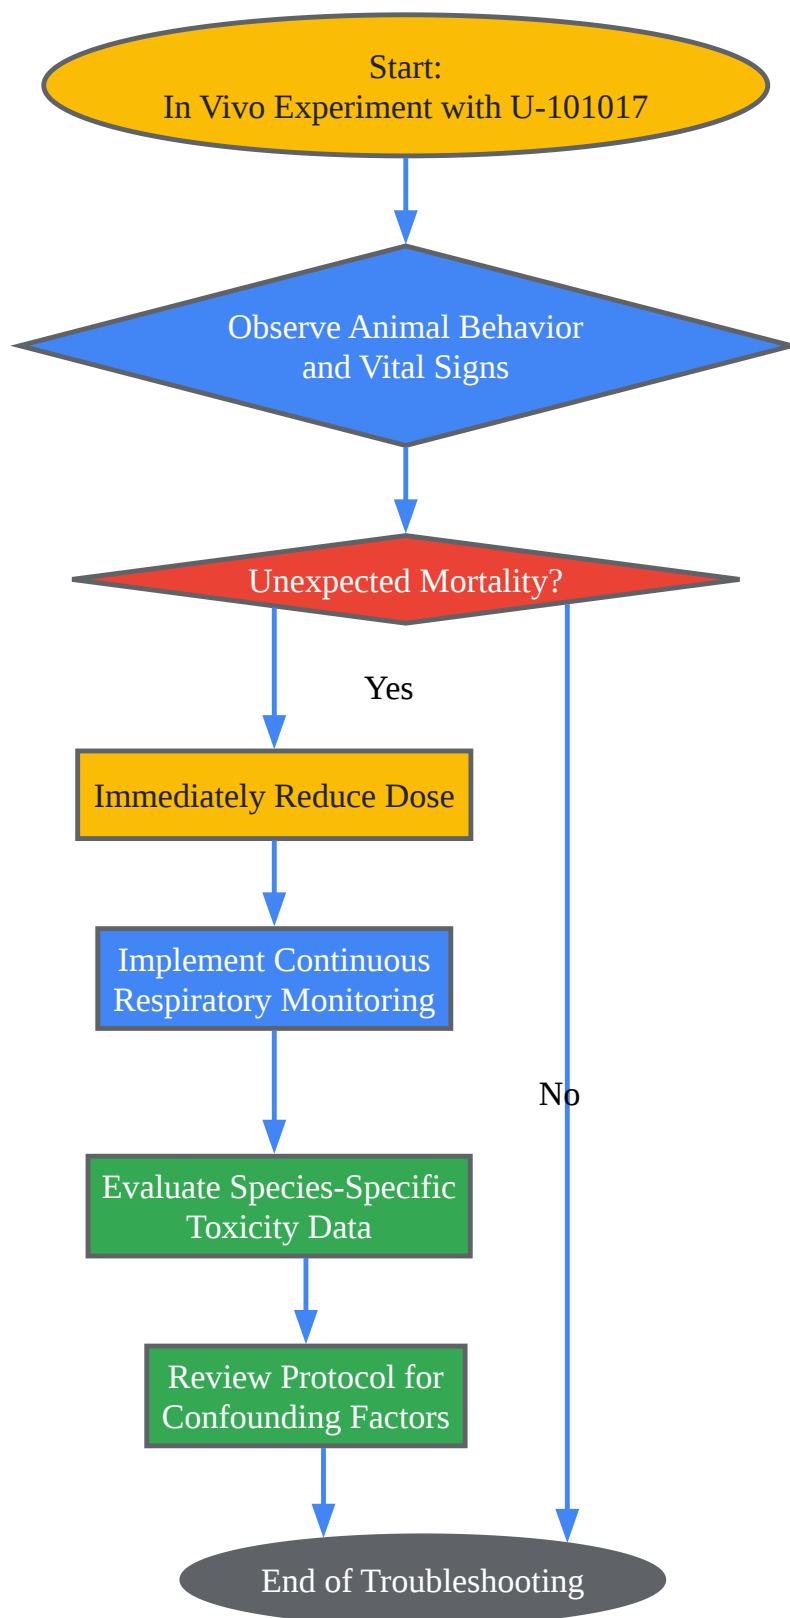 Start:
In Vivo Experiment with U-101017
Observe Animal Behavior
and Vital Signs
Unexpected Mortality?
Yes
Immediately Reduce Dose
Implement Continuous
Respiratory Monitoring
No
Evaluate Species-Specific
Toxicity Data
Review Protocol for
Confounding Factors
End of Troubleshooting